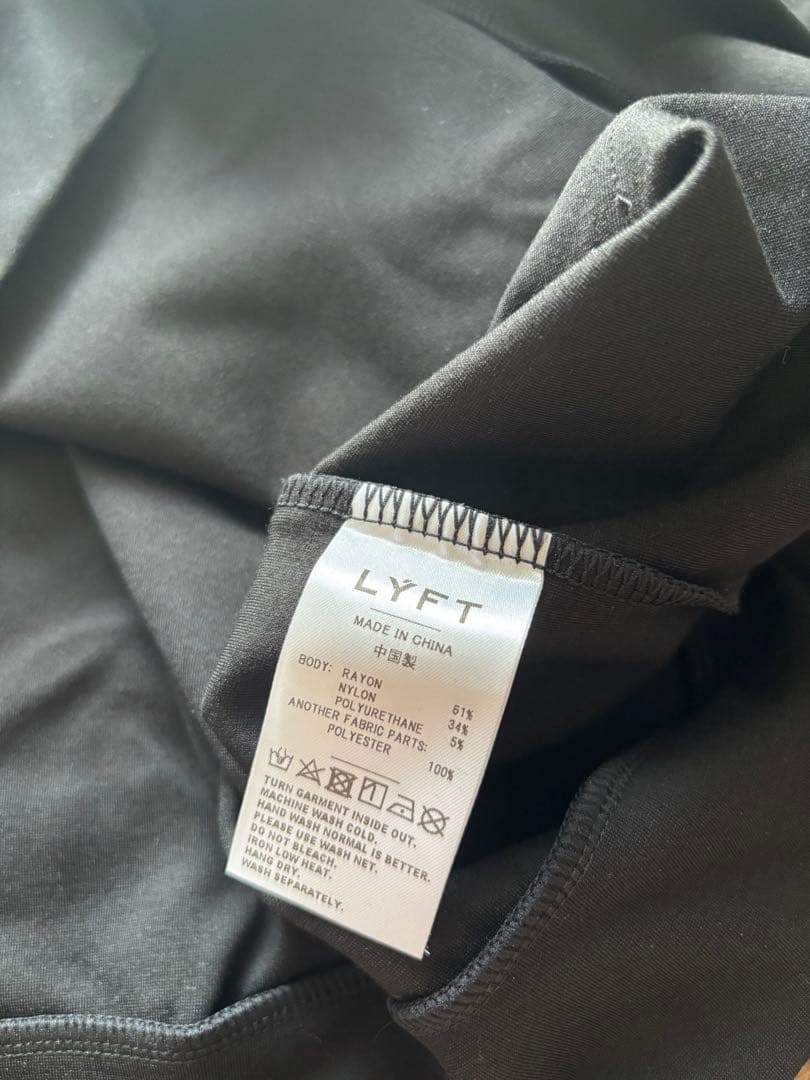 LÝFT
MADE IN CHINA
中国製
BODY: RAYON 61%
NYLON 34%
POLYURETHANE 5%
ANOTHER FABRIC PARTS:
POLYESTER 100%
TURN GARMENT INSIDE OUT.
MACHINE WASH COLD.
HAND WASH NORMAL IS BETTER.
PLEASE USE WASH NET.
DO NOT BLEACH.
IRON LOW HEAT.
HANG DRY.
WASH SEPARATELY.